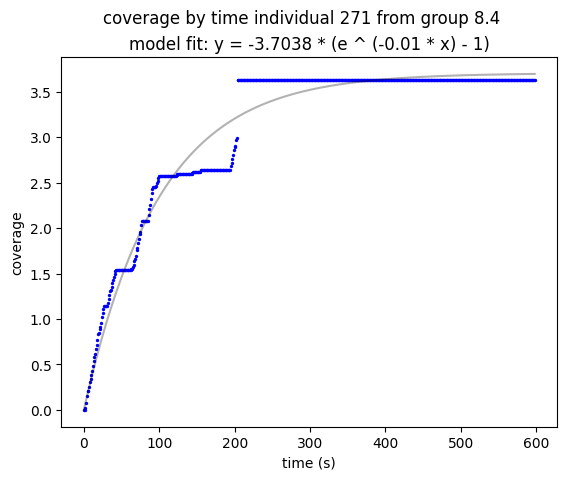 coverage by time individual 271 from group 8.4
model fit: y = -3.7038 * (e ^ (-0.01 * x) - 1)
3.5
3.0
2.5
2.0
1.5
1.0
0.5
0.0
coverage
0 100 200 300 400 500 600
time (s)